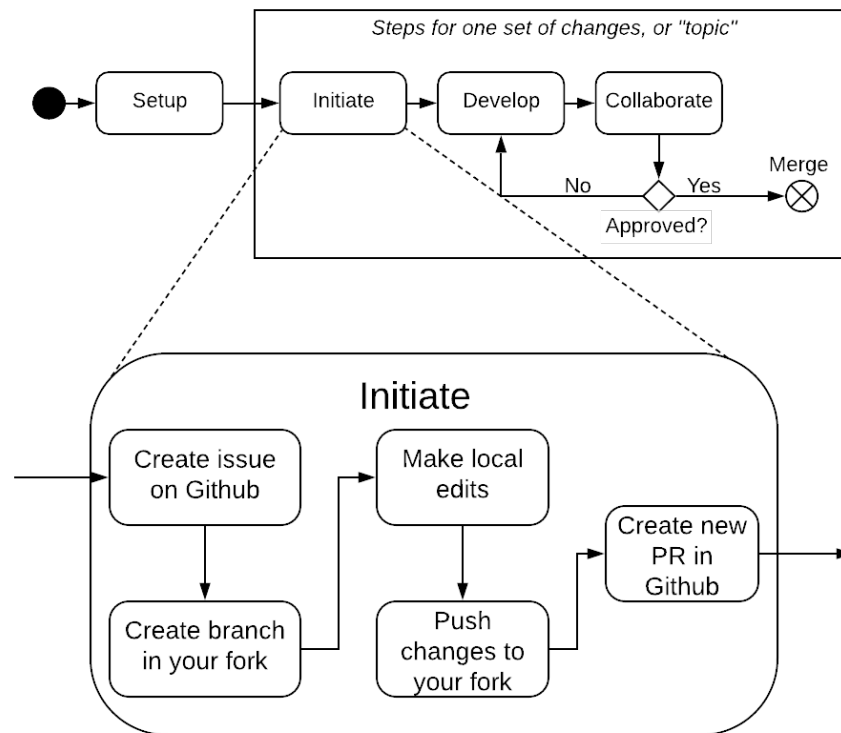 Steps for one set of changes, or "topic"
Setup
Initiate
Develop
Collaborate
Merge
No
Yes
Approved?
Initiate
Create issue
on Github
Make local
edits
Create new
PR in
Github
Create branch
in your fork
Push
changes to
your fork